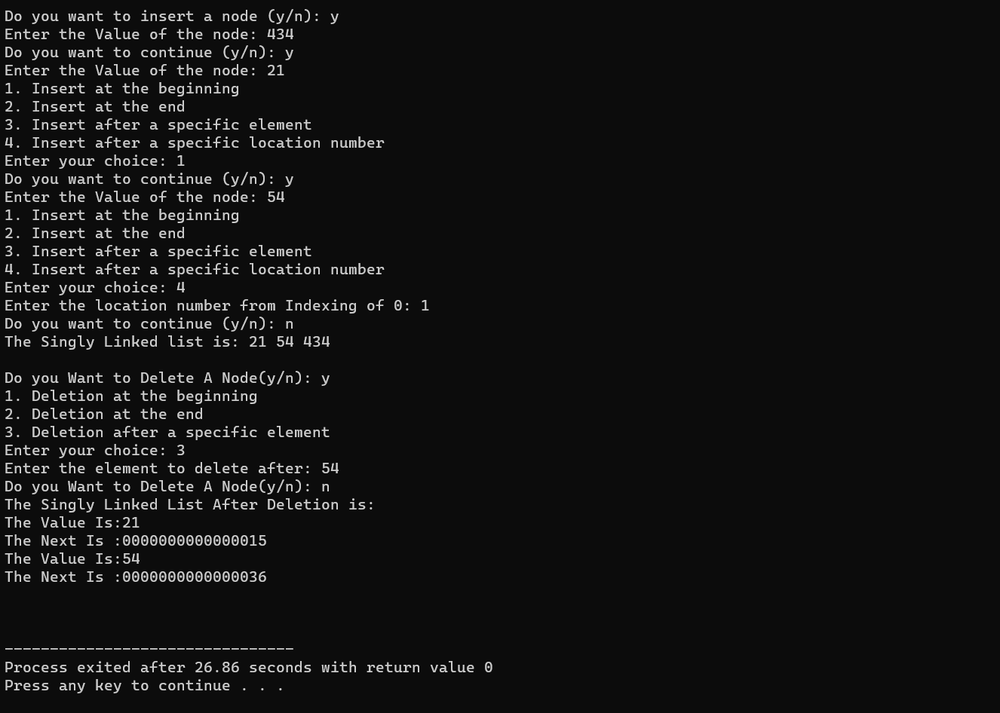 Do you want to insert a node (y/n): y
Enter the Value of the node: 434
Do you want to continue (y/n): y
Enter the Value of the node: 21
1. Insert at the beginning
2. Insert at the end
3. Insert after a specific element
4. Insert after a specific location number
Enter your choice: 1
Do you want to continue (y/n): y
Enter the Value of the node: 54
1. Insert at the beginning
2. Insert at the end
3. Insert after a specific element
4. Insert after a specific location number
Enter your choice: 4
Enter the location number from Indexing of 0: 1
Do you want to continue (y/n): n
The Singly Linked list is: 21 54 434

Do you Want to Delete A Node(y/n): y
1. Deletion at the beginning
2. Deletion at the end
3. Deletion after a specific element
Enter your choice: 3
Enter the element to delete after: 54
Do you Want to Delete A Node(y/n): n
The Singly Linked List After Deletion is:
The Value Is:21
The Next Is :0000000000000015
The Value Is:54
The Next Is :0000000000000036

--------------------------------
Process exited after 26.86 seconds with return value 0
Press any key to continue . . .